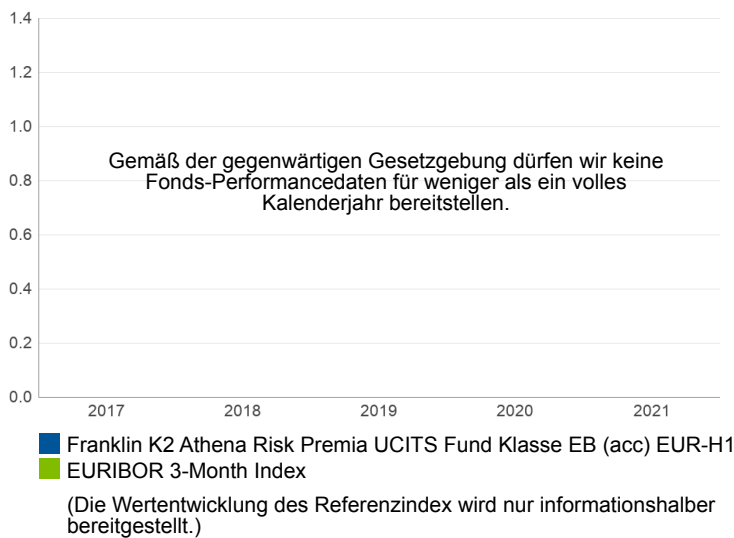 1.4
1.2
1.0
Gemäß der gegenwärtigen Gesetzgebung dürfen wir keine
0.8
Fonds-Performancedaten für weniger als ein volles
Kalenderjahr bereitstellen.
0.6
0.4
0.2
0.0
2017 2018 2019 2020 2021
Franklin K2 Athena Risk Premia UCITS Fund Klasse EB (acc) EUR-H1
EURIBOR 3-Month Index
(Die Wertentwicklung des Referenzindex wird nur informationshalber
bereitgestellt.)